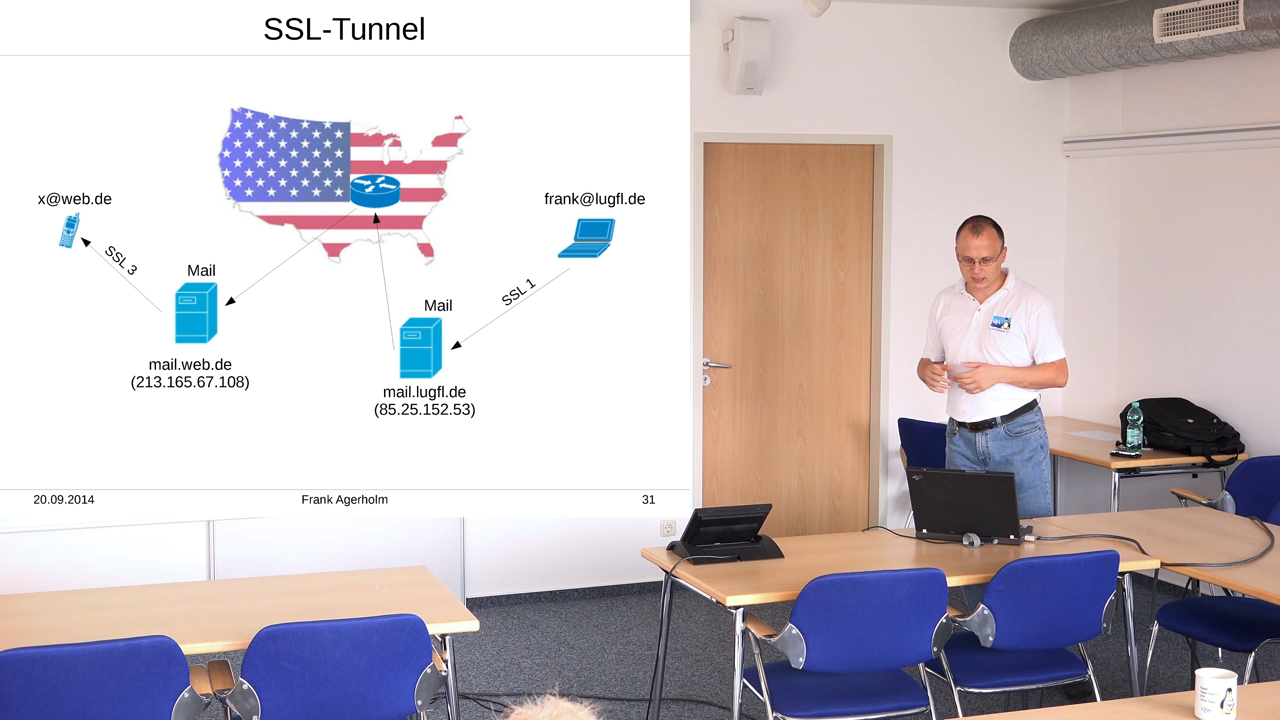 SSL-Tunnel
x@web.de
frank@lugfl.de
SSL 3
Mail
SSL 1
Mail
mail.web.de
(213.165.67.108)
mail.lugfl.de
(85.25.152.53)
20.09.2014
Frank Agerholm
31